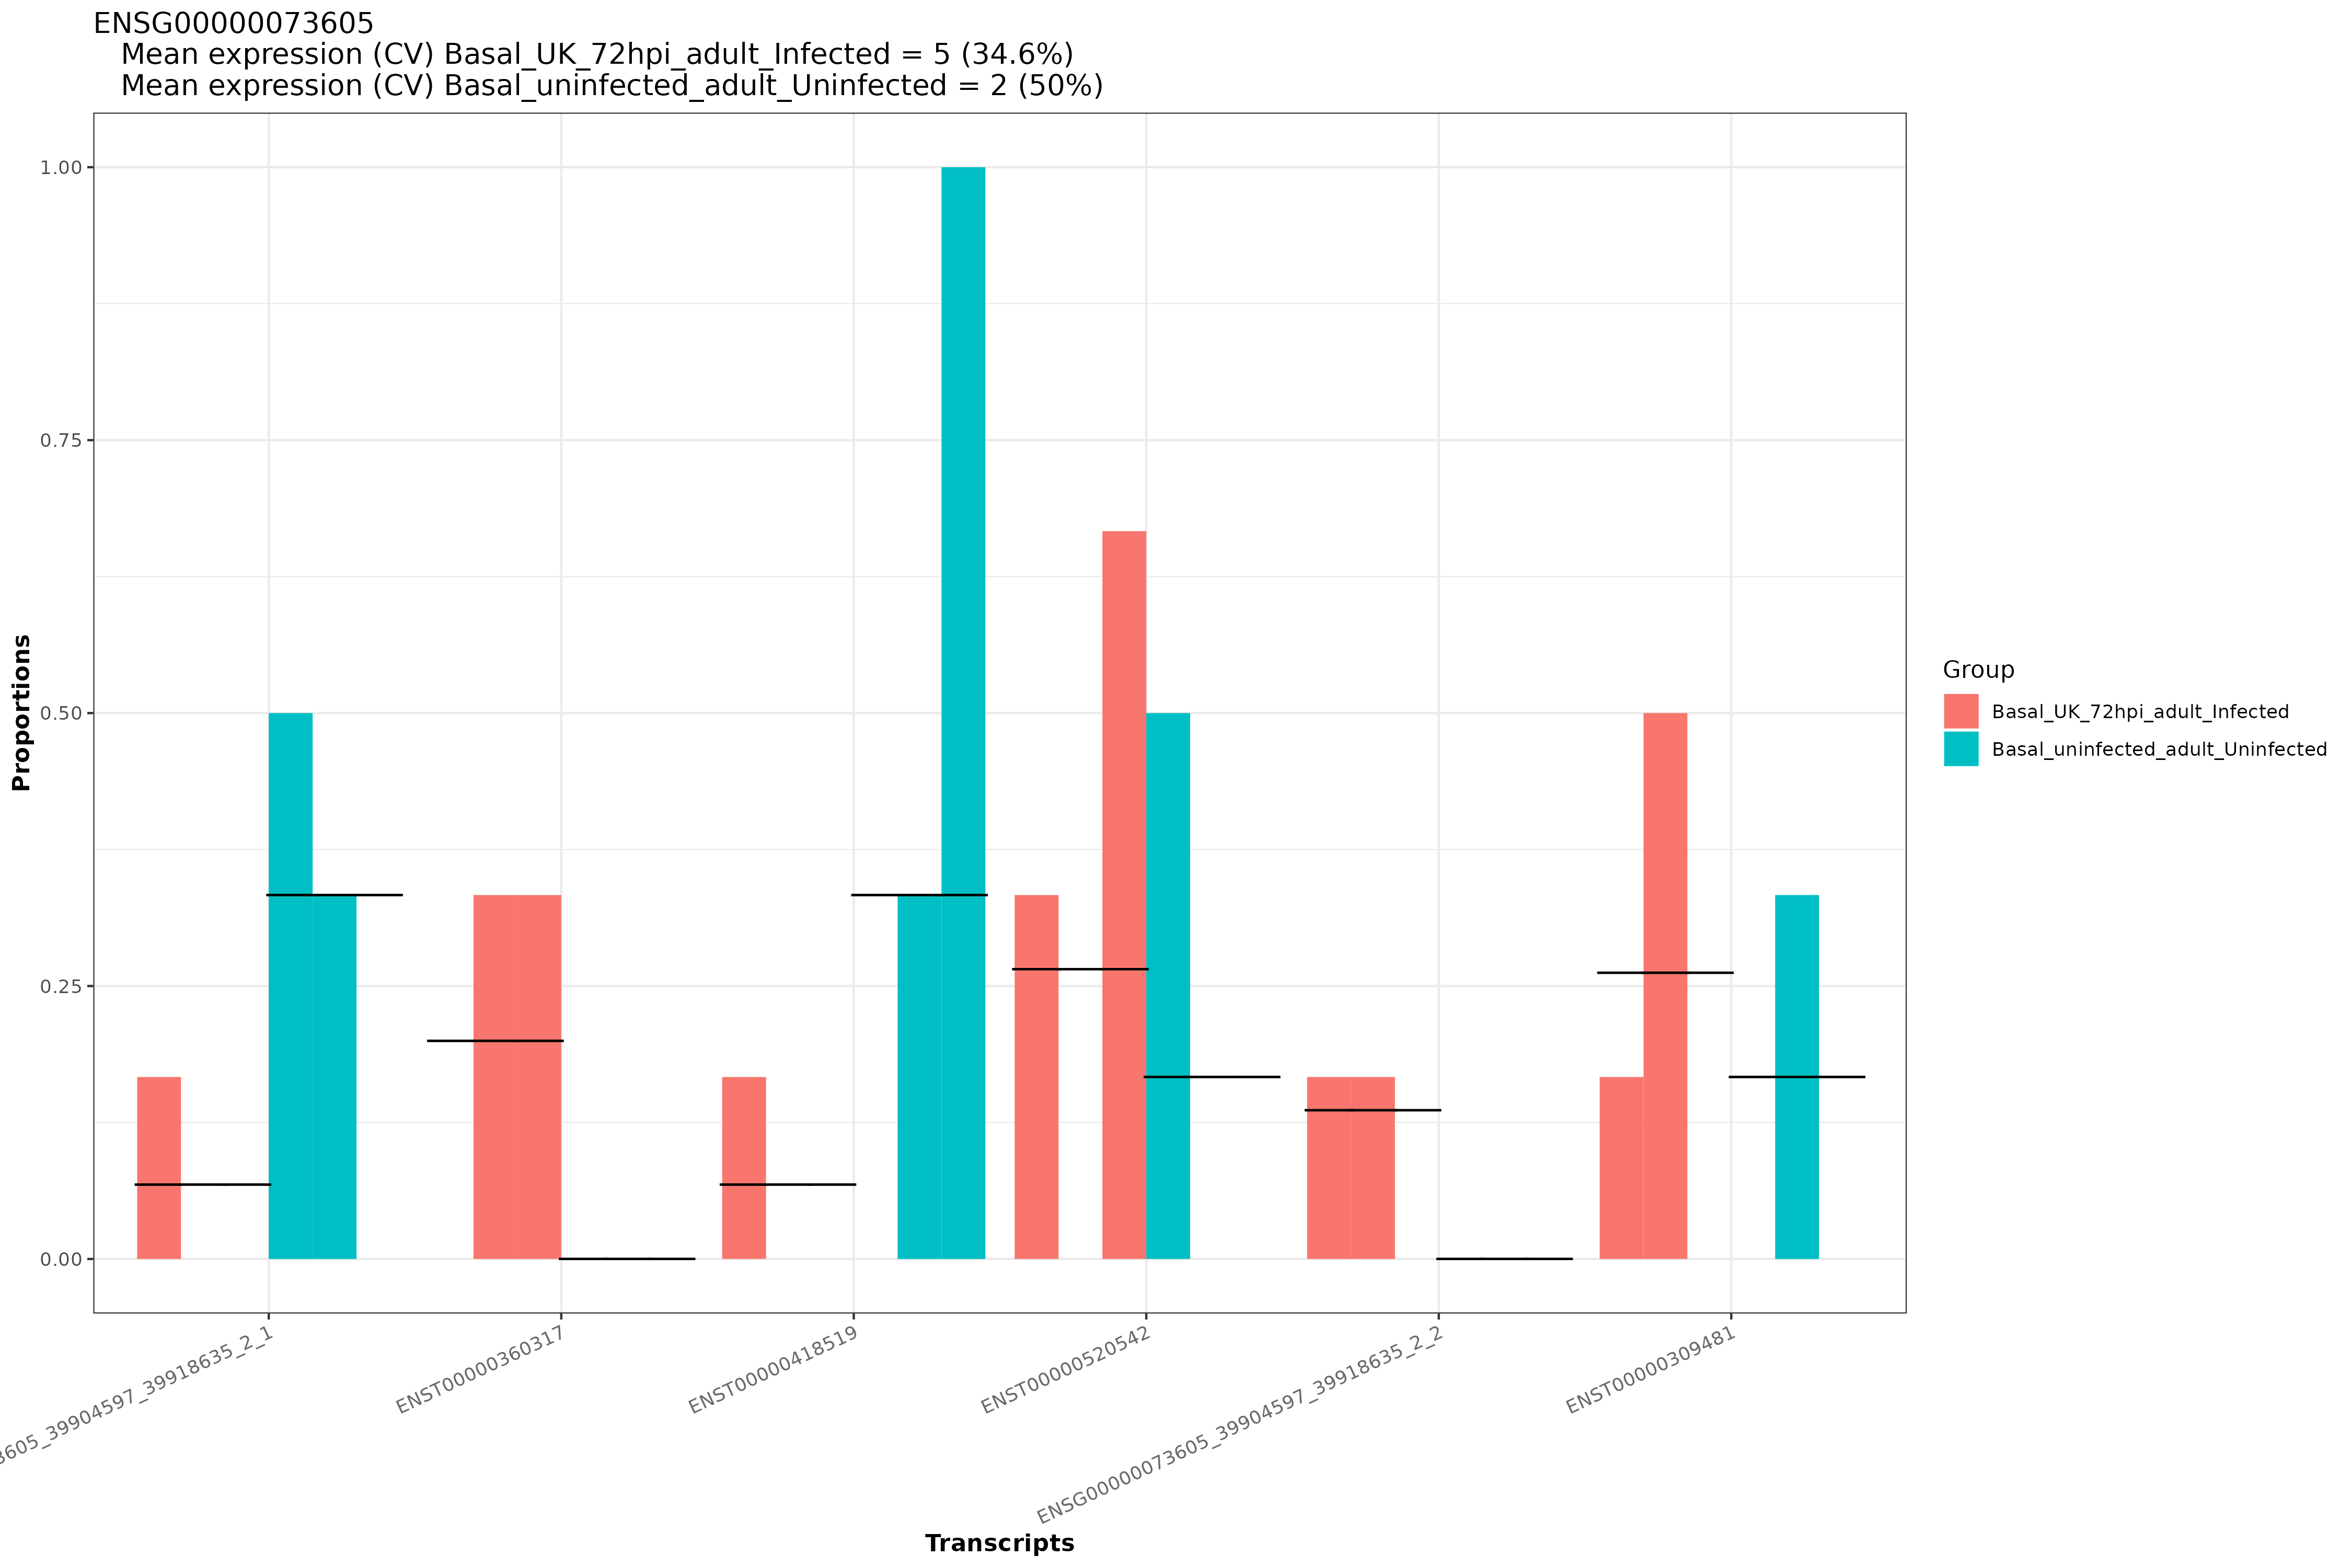 ENSG00000073605
Mean expression (CV) Basal_UK_72hpi_adult_Infected = 5 (34.6%)
Mean expression (CV) Basal_uninfected_adult_Uninfected = 2 (50%)
1.00
0.75
0.50
0.25
0.00
Proportions
Group
Basal_UK_72hpi_adult_Infected
Basal_uninfected_adult_Uninfected
3605_39904597_39918635_2_1
ENST00000360317
ENST00000418519
ENST00000520542
ENSG00000073605_39904597_39918635_2_2
ENST00000309481
Transcripts